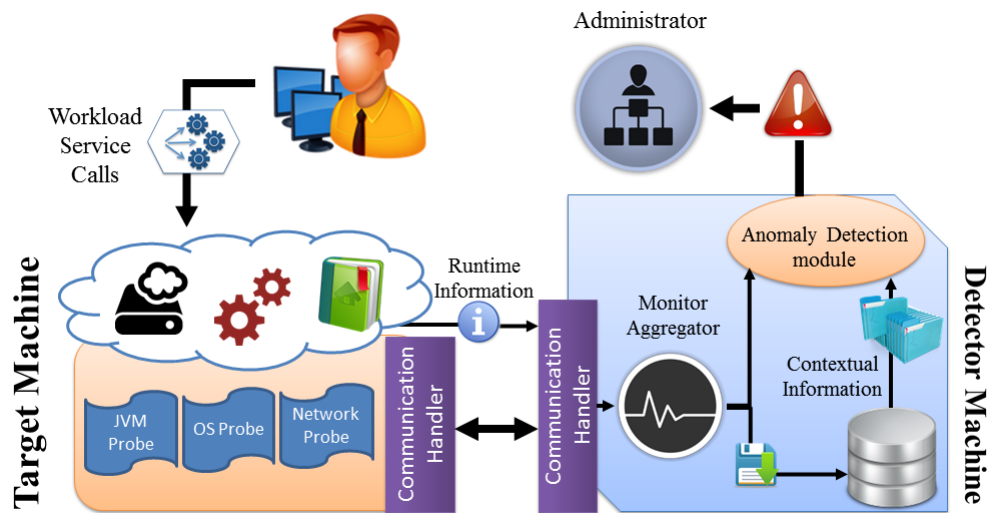 Administrator
Workload
Service
Calls
Target Machine
Runtime
Information
Anomaly Detection
module
Monitor
Aggregator
Contextual
Information
JVM
Probe
OS Probe
Network
Probe
Communication
Handler
Communication
Handler
Detector Machine